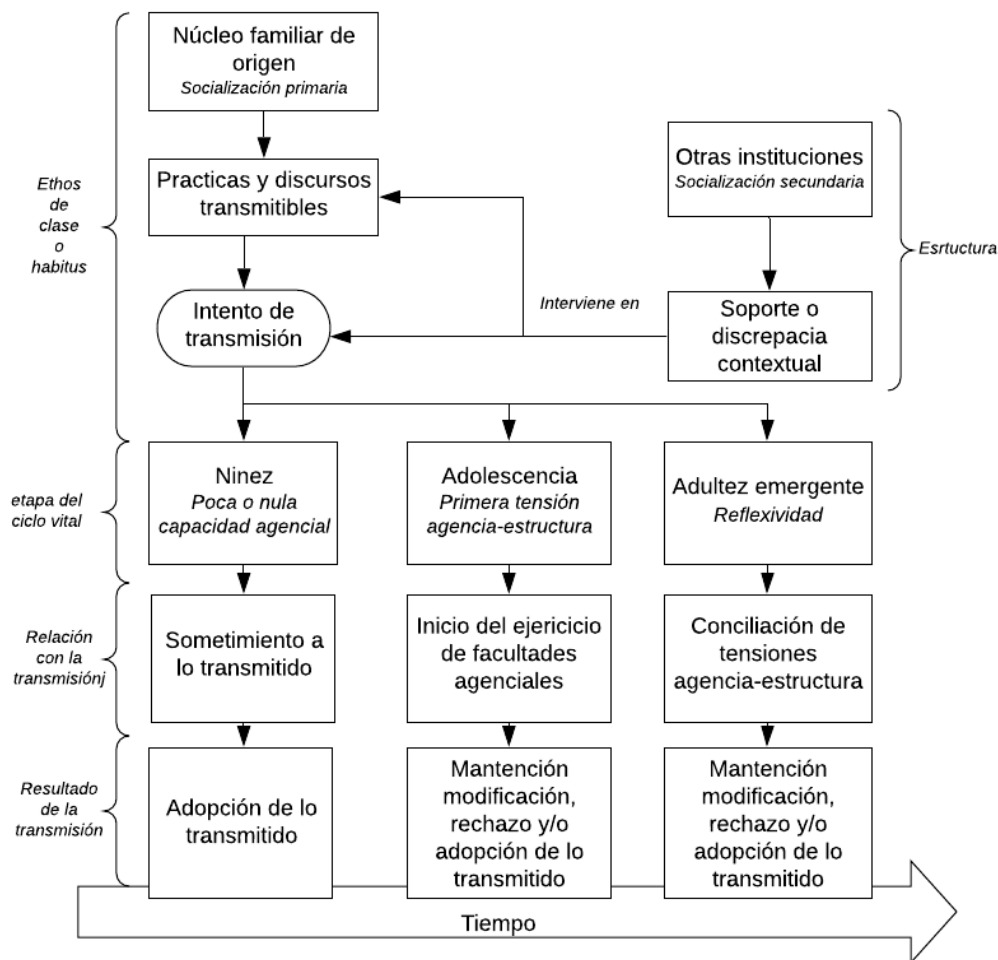 Núcleo familiar de
origen
Socialización primaria
Otras instituciones
Socialización secundaria
Practicas y discursos
transmitibles
Ethos
de
clase
o
habitus
Esrtuctura
Interviene en
Intento de
transmisión
Soporte o
discrepacia
contextual
etapa del
ciclo vital
Ninez
Poca o nula
capacidad agencial
Adolescencia
Primera tensión
agencia-estructura
Adultez emergente
Reflexividad
Relación
con la
transmisiónj
Sometimiento a
lo transmitido
Inicio del ejericicio
de facultades
agenciales
Conciliación de
tensiones
agencia-estructura
Resultado
de la
transmisión
Adopción de lo
transmitido
Mantención
modificación,
rechazo y/o
adopción de lo
transmitido
Mantención
modificación,
rechazo y/o
adopción de lo
transmitido
Tiempo